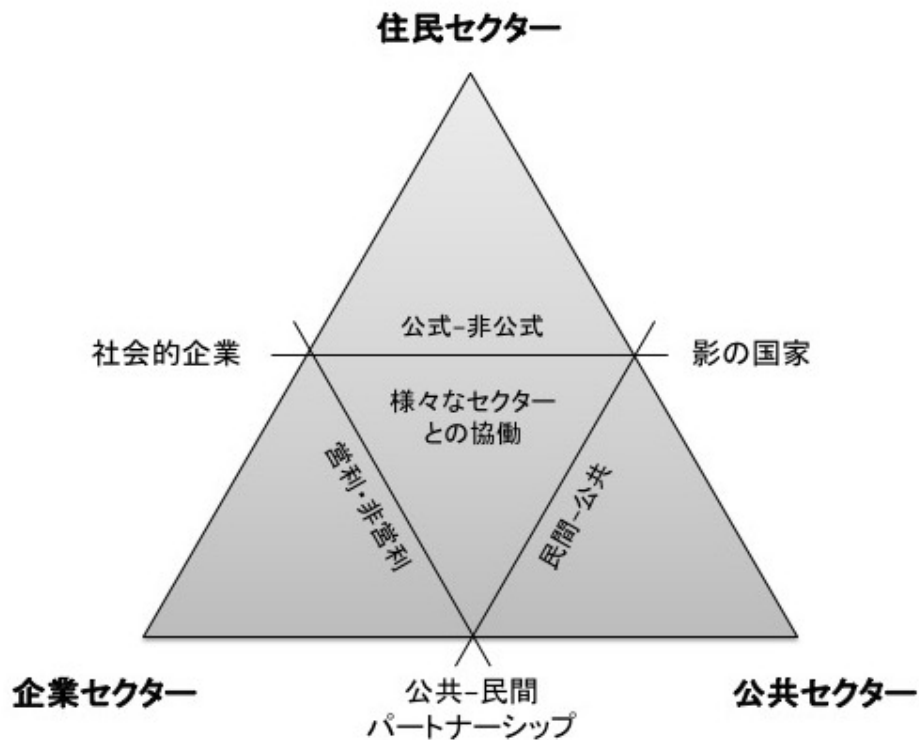 住民セクター
公式–非公式
社会的企業
影の国家
様々なセクター
との協働
営利・非営利
民間–公共
企業セクター
公共–民間
パートナーシップ
公共セクター